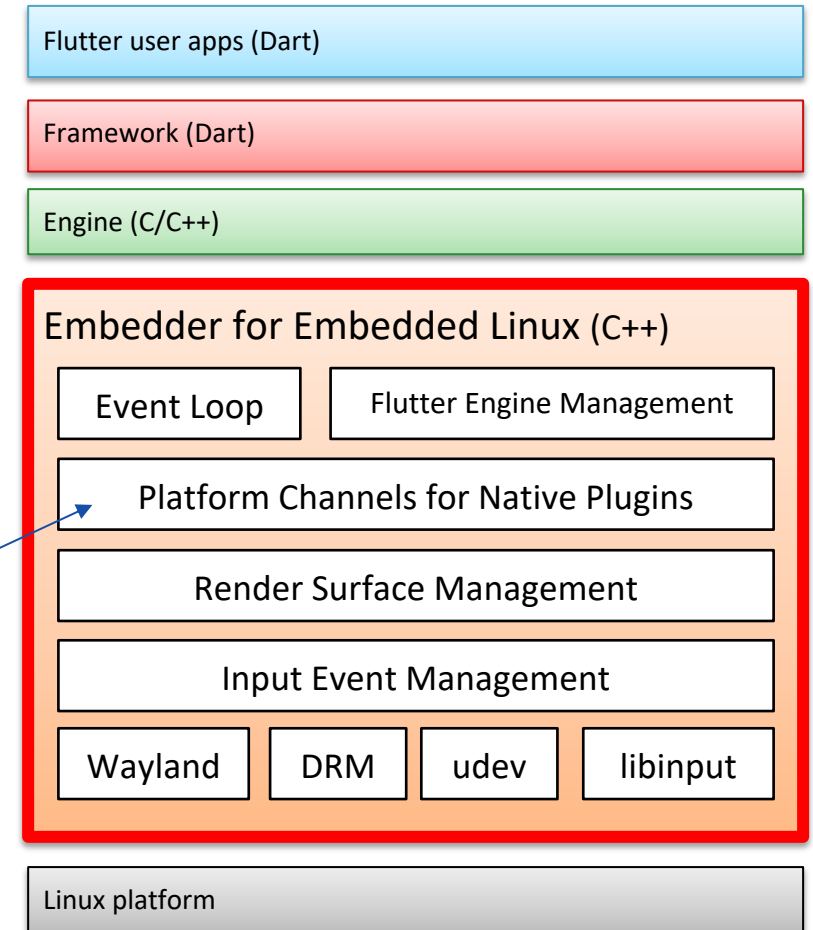 Flutter user apps (Dart)
Framework (Dart)
Engine (C/C++)
Embedder for Embedded Linux (C++)
Event Loop
Flutter Engine Management
Platform Channels for Native Plugins
Render Surface Management
Input Event Management
Wayland
DRM
udev
libinput
Linux platform